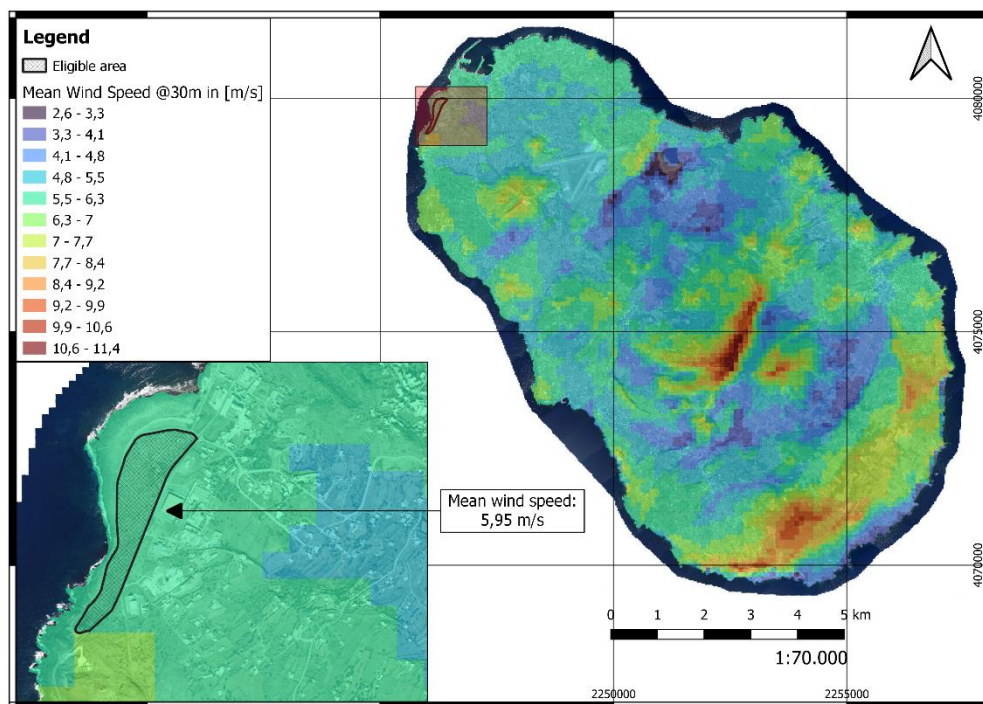 Legend
Eligible area
Mean Wind Speed @30m in [m/s]
2,6 - 3,3
3,3 - 4,1
4,1 - 4,8
4,8 - 5,5
5,5 - 6,3
6,3 - 7
7 - 7,7
7,7 - 8,4
8,4 - 9,2
9,2 - 9,9
9,9 - 10,6
10,6 - 11,4
4080000
4075000
4070000
Mean wind speed:
5,95 m/s
0 1 2 3 4 5 km
1:70.000
2250000 2255000